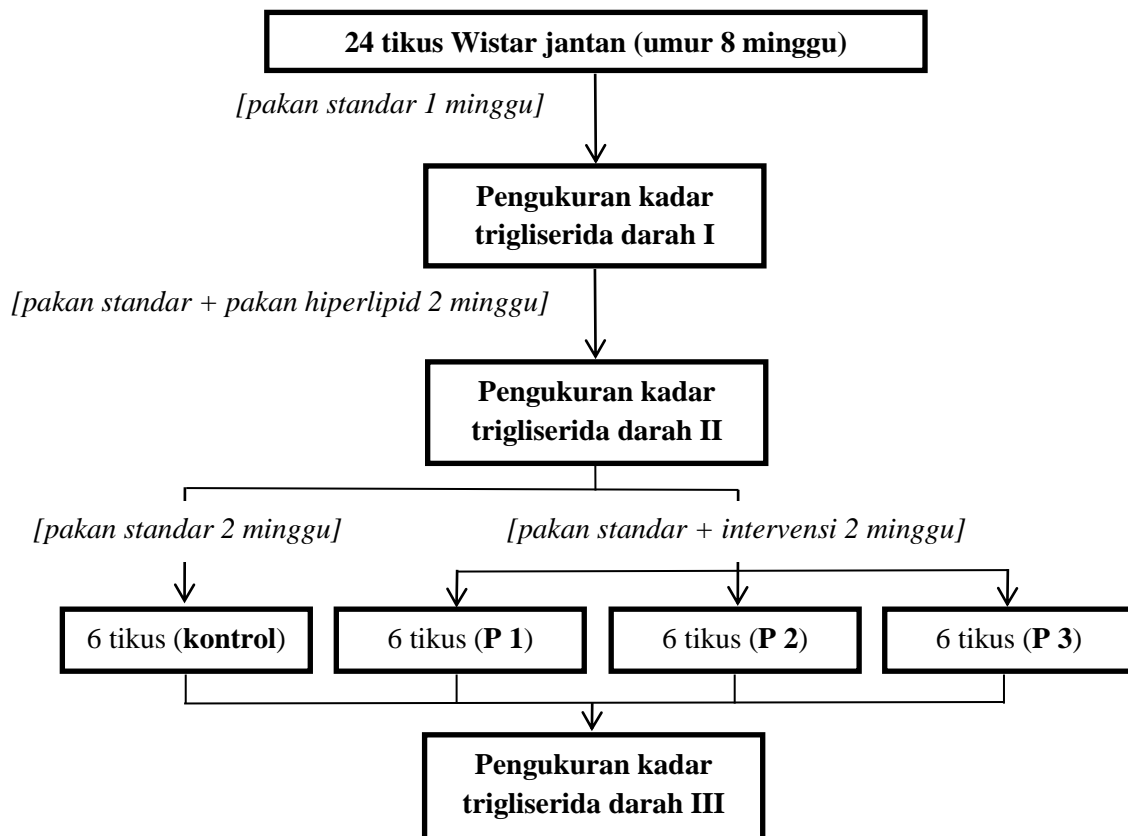 24 tikus Wistar jantan (umur 8 minggu)
[pakan standar 1 minggu]
Pengukuran kadar
trigliserida darah I
[pakan standar + pakan hiperlipid 2 minggu]
Pengukuran kadar
trigliserida darah II
[pakan standar 2 minggu]
[pakan standar + intervensi 2 minggu]
6 tikus (kontrol)
6 tikus (P 1)
6 tikus (P 2)
6 tikus (P 3)
Pengukuran kadar
trigliserida darah III